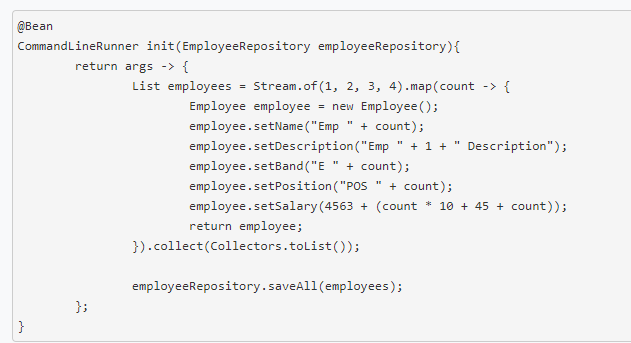 @Bean
CommandLineRunner init(EmployeeRepository employeeRepository){
        return args -> {
                List employees = Stream.of(1, 2, 3, 4).map(count -> {
                        Employee employee = new Employee();
                        employee.setName("Emp " + count);
                        employee.setDescription("Emp " + 1 + " Description");
                        employee.setBand("E " + count);
                        employee.setPosition("POS " + count);
                        employee.setSalary(4563 + (count * 10 + 45 + count));
                        return employee;
                }).collect(Collectors.toList());

                employeeRepository.saveAll(employees);
        };
}